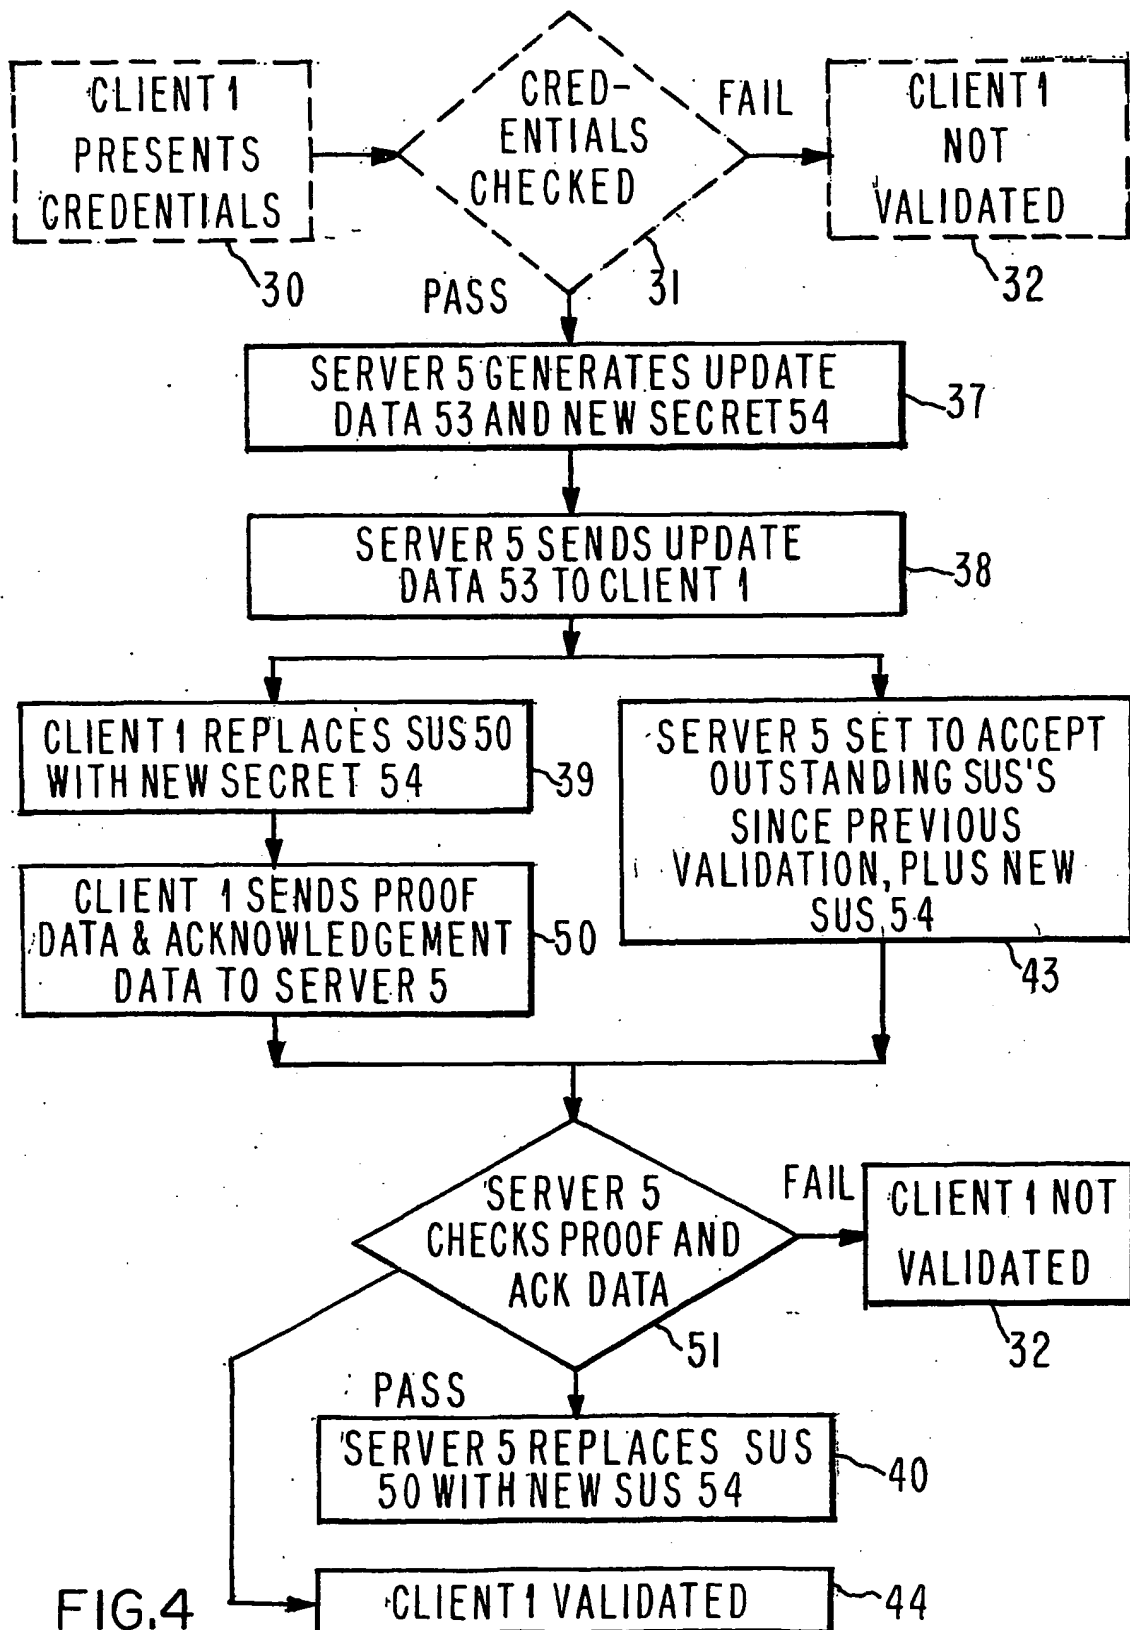 CLIENT 1
PRESENTS
CREDENTIALS
30
CRED-
ENTIALS
CHECKED
31
FAIL
CLIENT 1
NOT
VALIDATED
32
PASS
SERVER 5 GENERATES UPDATE
DATA 53 AND NEW SECRET 54
37
SERVER 5 SENDS UPDATE
DATA 53 TO CLIENT 1
38
CLIENT 1 REPLACES SUS 50
WITH NEW SECRET 54
39
SERVER 5 SET TO ACCEPT
OUTSTANDING SUS'S
SINCE PREVIOUS
VALIDATION, PLUS NEW
SUS 54
43
CLIENT 1 SENDS PROOF
DATA & ACKNOWLEDGEMENT
DATA TO SERVER 5
50
SERVER 5
CHECKS PROOF AND
ACK DATA
51
FAIL
CLIENT 1 NOT
VALIDATED
32
PASS
SERVER 5 REPLACES SUS
50 WITH NEW SUS 54
40
CLIENT 1 VALIDATED
44
FIG.4